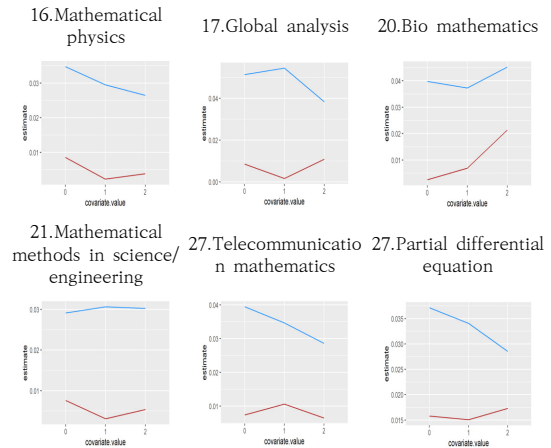 16.Mathematical
physics
17.Global analysis
20.Bio mathematics
0.03
0.02
0.01
estimate
0 1 2
covariate.value
0.04
0.02
0.00
estimate
0 1 2
covariate.value
0.04
0.03
0.02
0.01
estimate
0 1 2
covariate.value
21.Mathematical
methods in science/
engineering
27.Telecommunicatio
n mathematics
27.Partial differential
equation
0.03
0.02
0.01
estimate
0 1 2
covariate.value
0.04
0.03
0.02
0.01
estimate
0 1 2
covariate.value
0.035
0.030
0.025
0.020
0.015
estimate
0 1 2
covariate.value